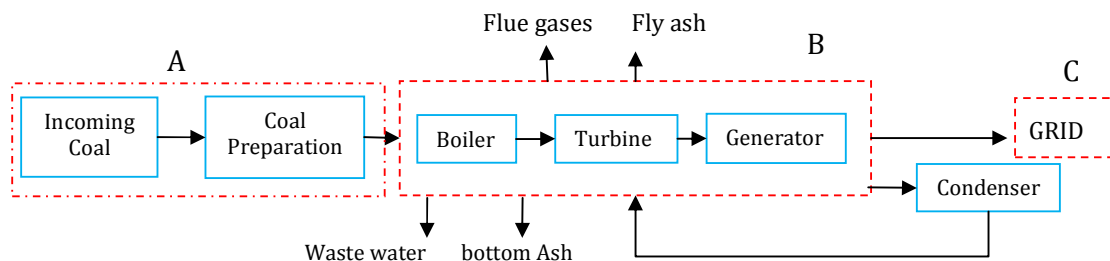 Flue gases
Fly ash
A
B
C
Incoming
Coal
Coal
Preparation
Boiler
Turbine
Generator
GRID
Condenser
Waste water
bottom Ash